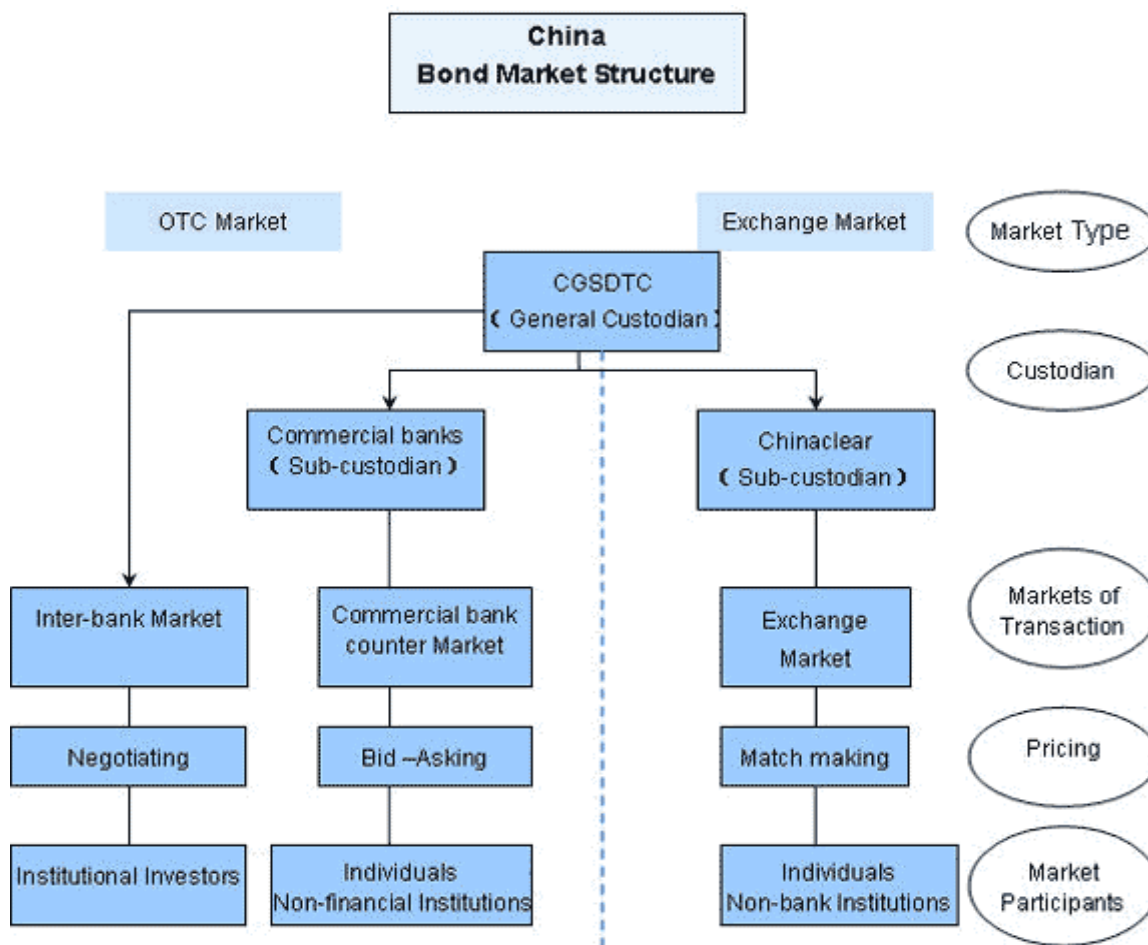 China
Bond Market Structure
OTC Market
Exchange Market
Market Type
CGSDTC
( General Custodian )
Custodian
Commercial banks
( Sub-custodian )
Chinaclear
( Sub-custodian )
Inter-bank Market
Commercial bank
counter Market
Exchange
Market
Markets of
Transaction
Negotiating
Bid –Asking
Match making
Pricing
Institutional Investors
Individuals
Non-financial Institutions
Individuals
Non-bank Institutions
Market
Participants